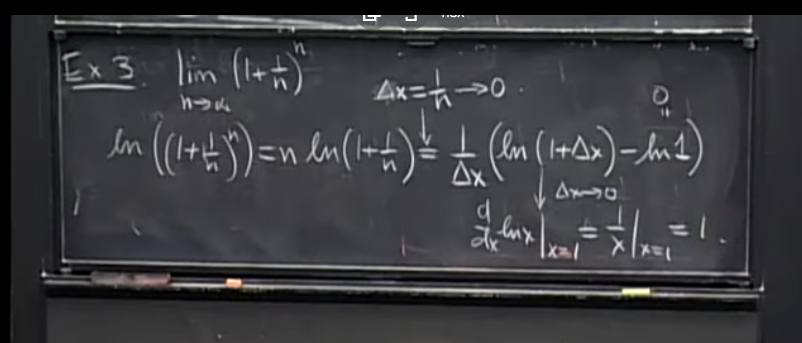 Ex 3. lim n→∞ (1+1/n)^n
Δx = 1/n → 0.
ln((1+1/n)^n) = n ln(1+1/n) = 1/Δx (ln(1+Δx) − ln 1)
0
"
Δx→0
d/dx ln x |x=1 = 1/x |x=1 = 1.